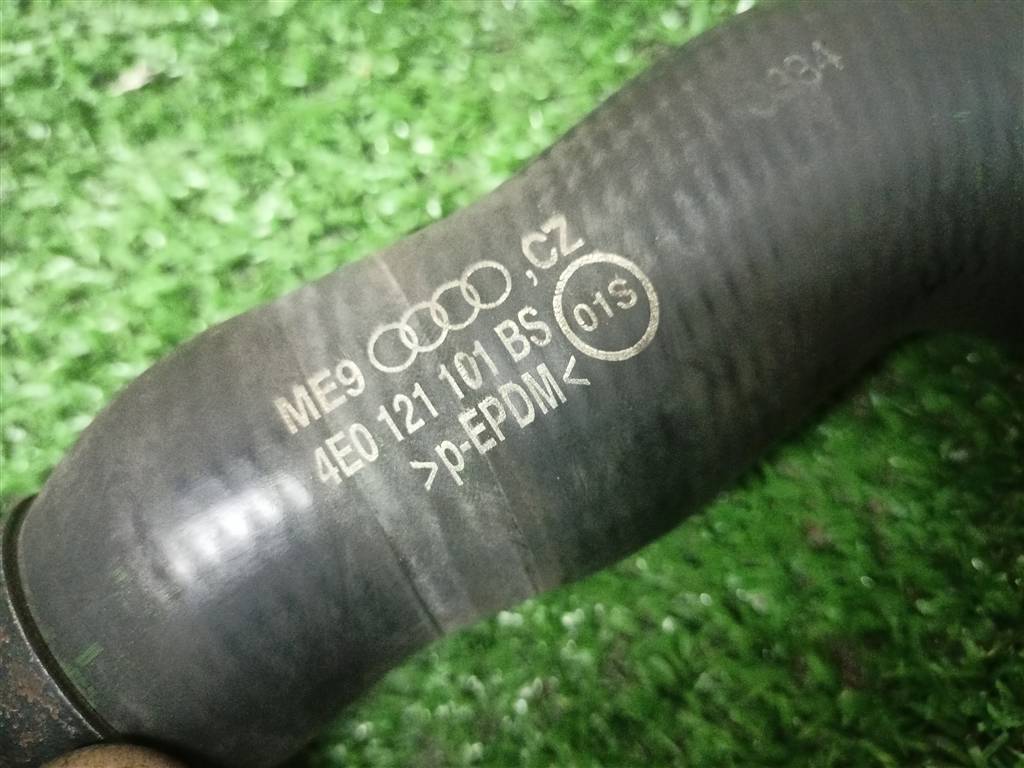 ME9 ,CZ
4E0 121 101 BS
>p-EPDM<
01S